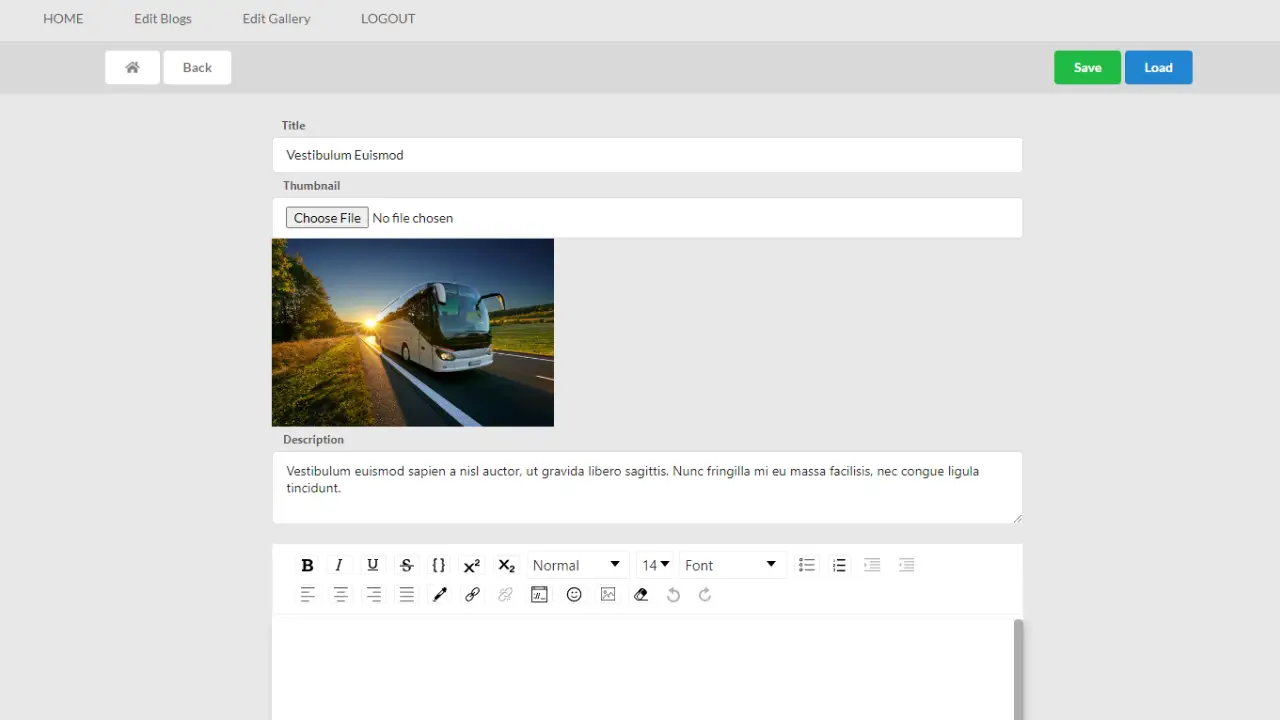 HOME Edit Blogs Edit Gallery LOGOUT
Back Save Load
Title
Vestibulum Euismod
Thumbnail
Choose File No file chosen
Description
Vestibulum euismod sapien a nisl auctor, ut gravida libero sagittis. Nunc fringilla mi eu massa facilisis, nec congue ligula
tincidunt.
B I U S {} x² x₂ Normal 14 Font